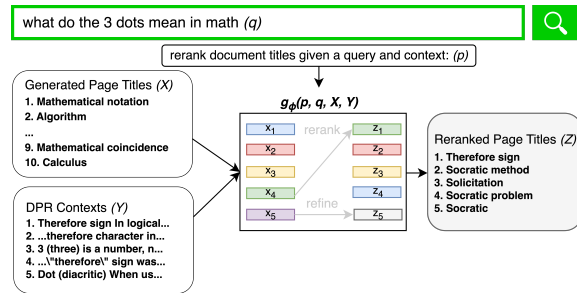 what do the 3 dots mean in math (q)
rerank document titles given a query and context: (p)
Generated Page Titles (X)
1. Mathematical notation
2. Algorithm
...
9. Mathematical coincidence
10. Calculus
DPR Contexts (Y)
1. Therefore sign In logical...
2. ...therefore character in...
3. 3 (three) is a number, n...
4. ...\"therefore\" sign was...
5. Dot (diacritic) When us...
gϕ(p, q, X, Y)
x1 z1
rerank
x2 z2
x3 z3
x4 z4
refine
x5 z5
Reranked Page Titles (Z)
1. Therefore sign
2. Socratic method
3. Solicitation
4. Socratic problem
5. Socratic